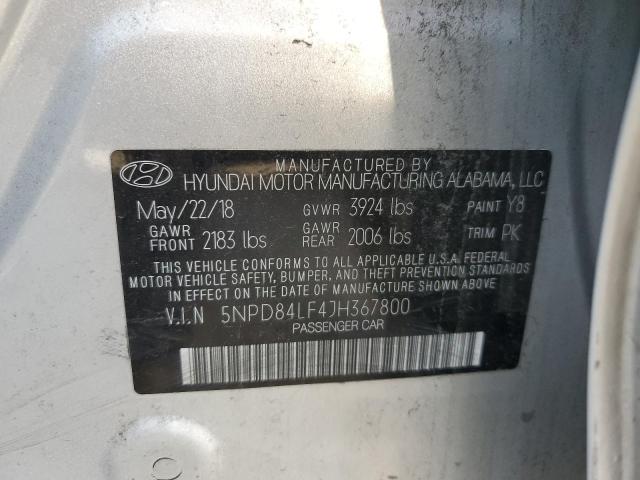 MANUFACTURED BY
HYUNDAI MOTOR MANUFACTURING ALABAMA, LLC
May/22/18 GVWR 3924 lbs PAINT Y8
GAWR FRONT 2183 lbs GAWR REAR 2006 lbs TRIM PK
THIS VEHICLE CONFORMS TO ALL APPLICABLE U.S.A. FEDERAL
MOTOR VEHICLE SAFETY, BUMPER, AND THEFT PREVENTION STANDARDS
IN EFFECT ON THE DATE OF MANUFACTURE SHOWN ABOVE.
V.I.N 5NPD84LF4JH367800
PASSENGER CAR